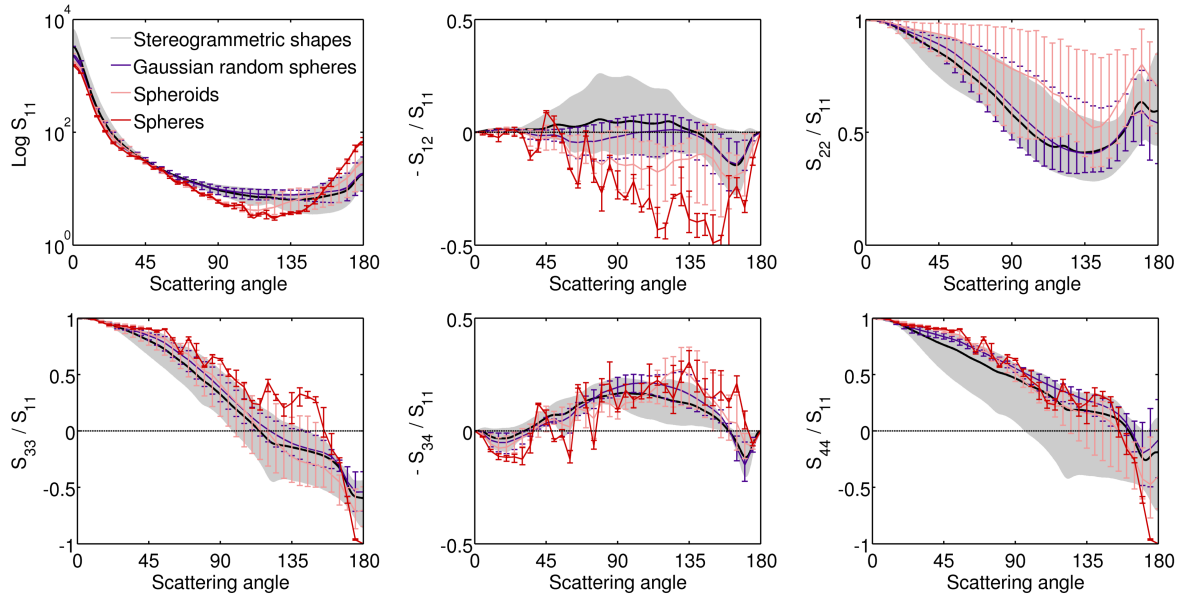 10^4
10^2
10^0
Log S_11
Stereogrammetric shapes
Gaussian random spheres
Spheroids
Spheres
0 45 90 135 180
Scattering angle
0.5
0
-0.5
- S_12 / S_11
0 45 90 135 180
Scattering angle
1
0.5
0
S_22 / S_11
0 45 90 135 180
Scattering angle
1
0.5
0
-0.5
-1
S_33 / S_11
0 45 90 135 180
Scattering angle
0.5
0
-0.5
- S_34 / S_11
0 45 90 135 180
Scattering angle
1
0.5
0
-0.5
-1
S_44 / S_11
0 45 90 135 180
Scattering angle